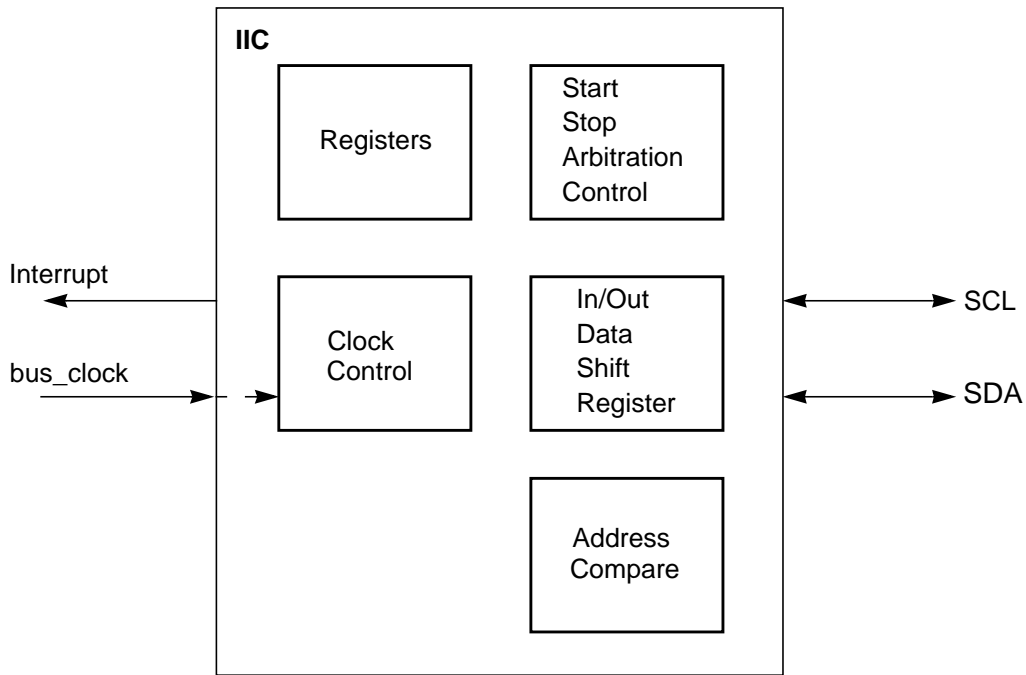 IIC
Registers
Start
Stop
Arbitration
Control
Interrupt
bus_clock
Clock
Control
In/Out
Data
Shift
Register
SCL
SDA
Address
Compare